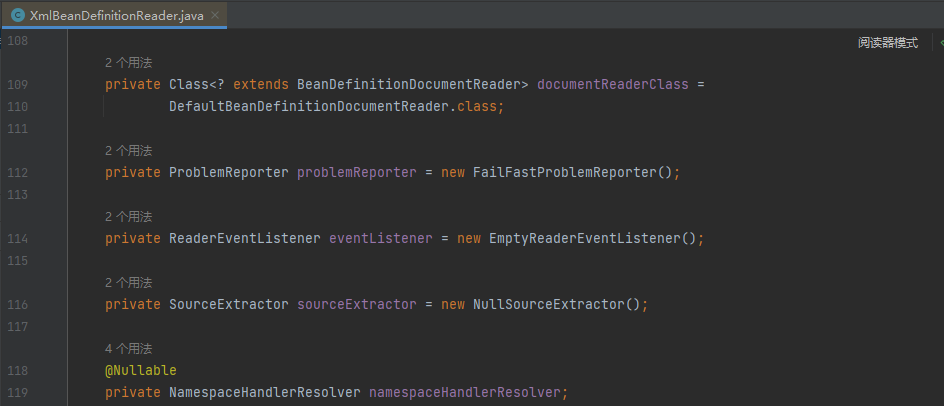 XmlBeanDefinitionReader.java
108
阅读器模式
2 个用法
109 private Class<? extends BeanDefinitionDocumentReader> documentReaderClass =
110 DefaultBeanDefinitionDocumentReader.class;
111
2 个用法
112 private ProblemReporter problemReporter = new FailFastProblemReporter();
113
2 个用法
114 private ReaderEventListener eventListener = new EmptyReaderEventListener();
115
2 个用法
116 private SourceExtractor sourceExtractor = new NullSourceExtractor();
117
4 个用法
118 @Nullable
119 private NamespaceHandlerResolver namespaceHandlerResolver;